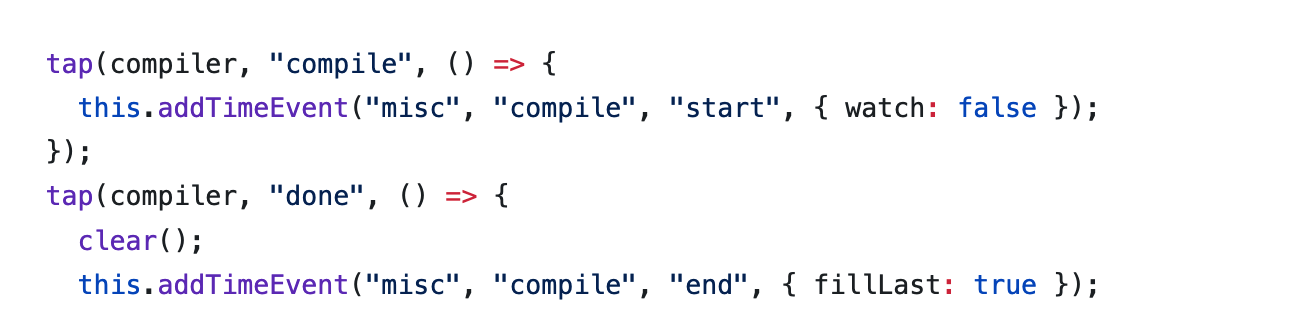 tap(compiler, "compile", () => {
  this.addTimeEvent("misc", "compile", "start", { watch: false });
});
tap(compiler, "done", () => {
  clear();
  this.addTimeEvent("misc", "compile", "end", { fillLast: true });